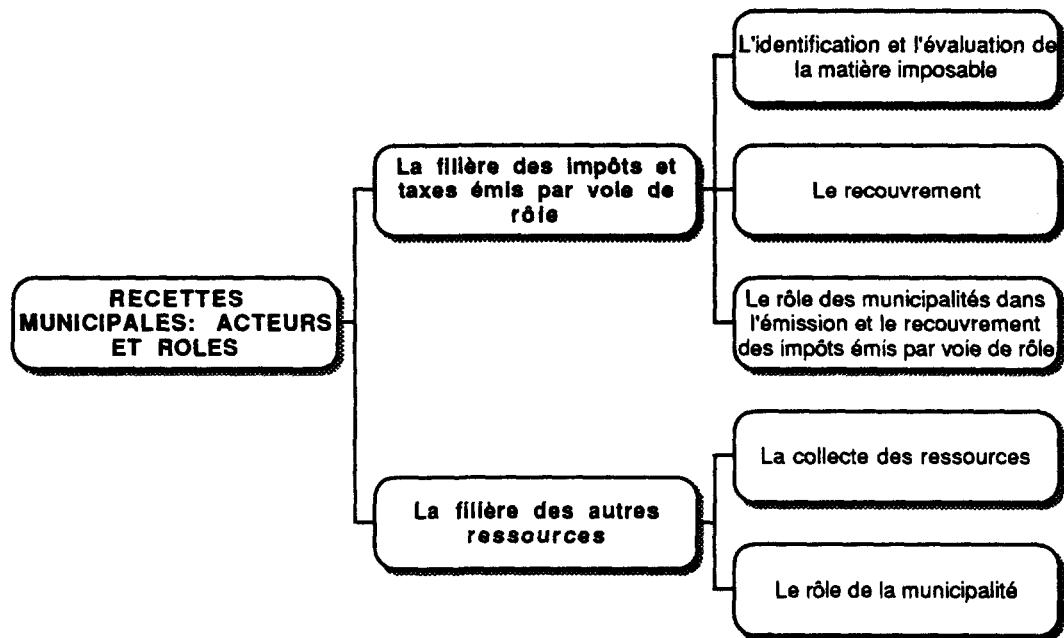 L'identification et l'évaluation de
la matière imposable
La filière des impôts et
taxes émis par voie de
rôle
Le recouvrement
RECETTES
MUNICIPALES: ACTEURS
ET ROLES
Le rôle des municipalités dans
l'émission et le recouvrement
des impôts émis par voie de rôle
La collecte des ressources
La filière des autres
ressources
Le rôle de la municipalité